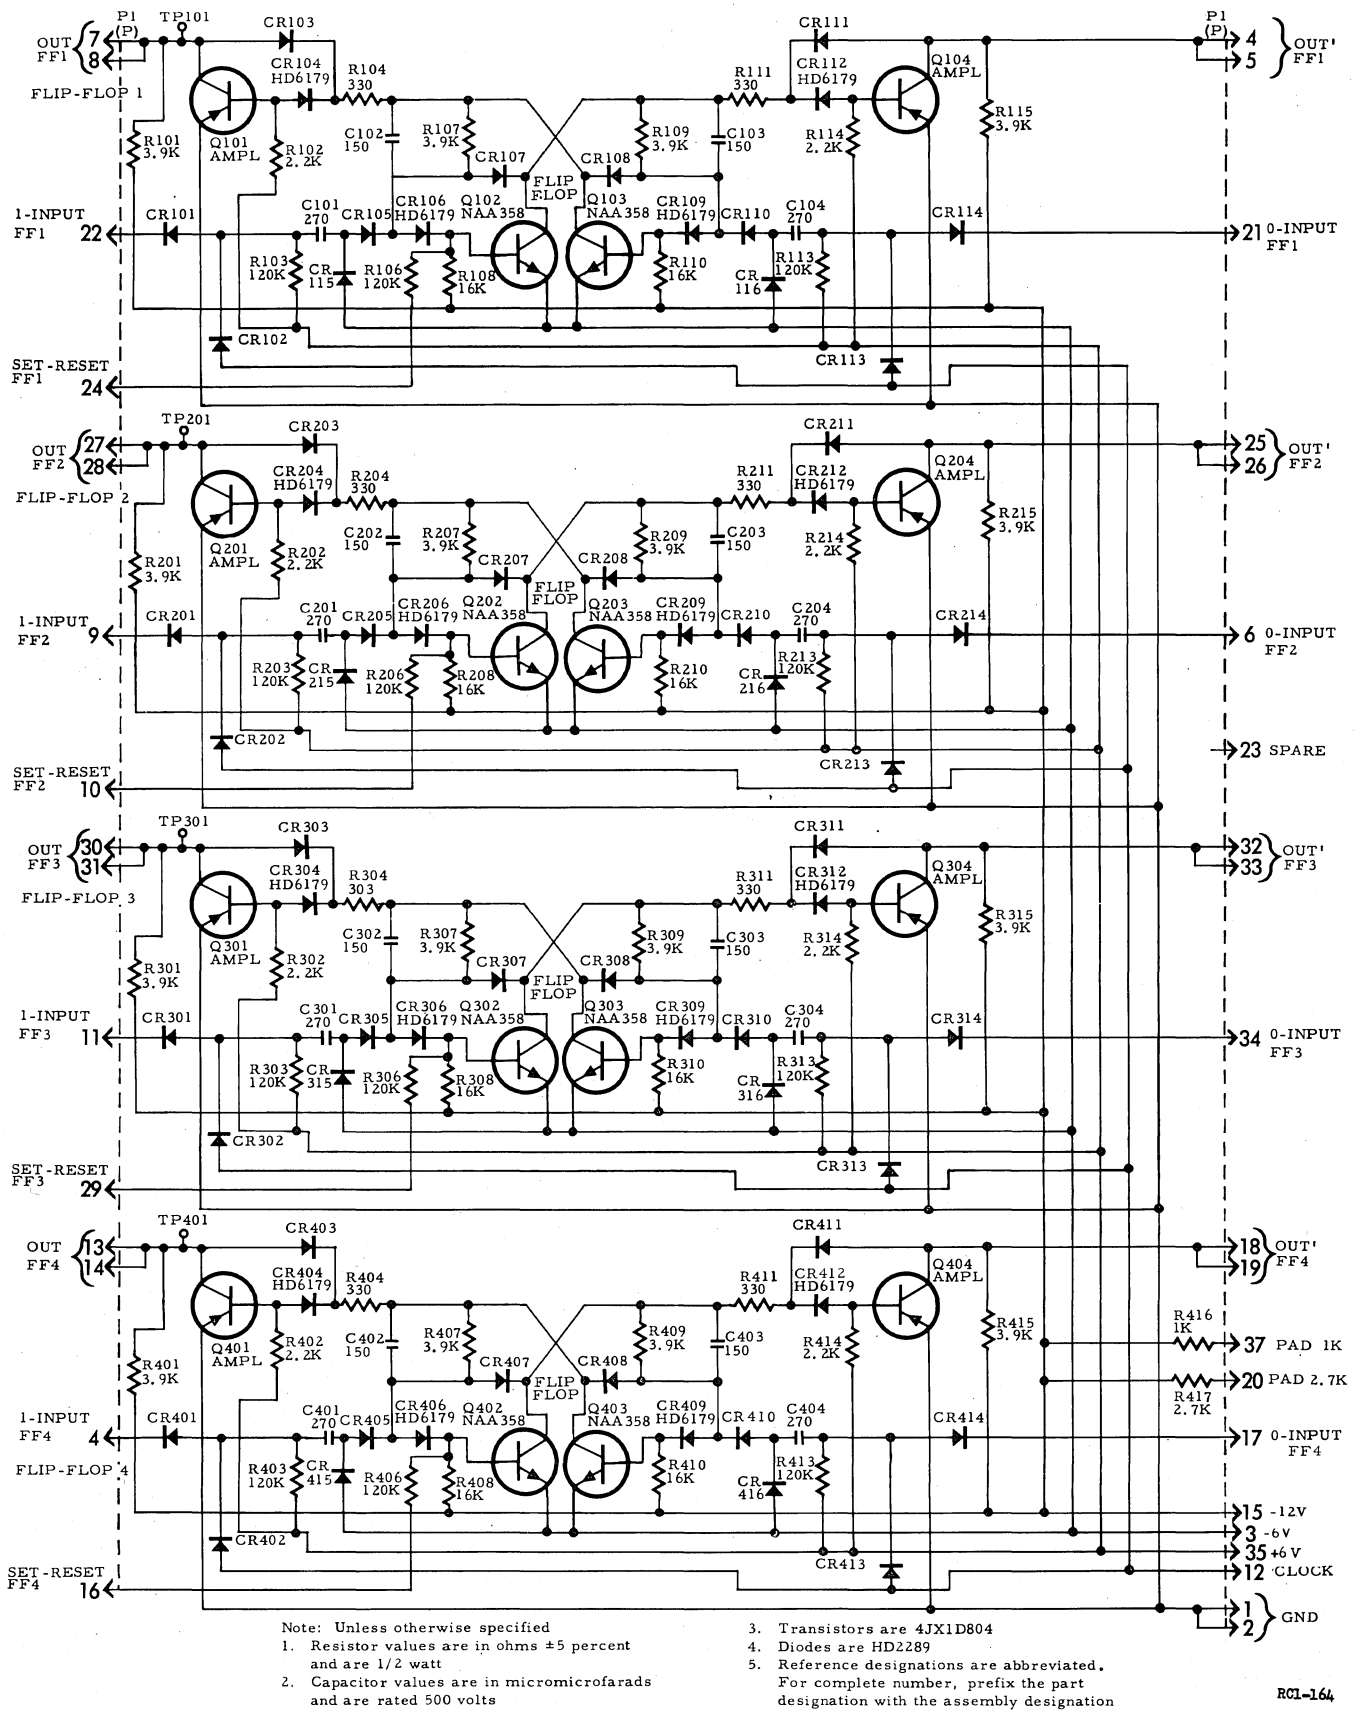 P1
(P)
TP101
CR103
CR111
P1
(P)
OUT
FF1
7
8
CR104
HD6179
R104
330
R111
330
CR112
HD6179
Q104
AMPL
4
5
OUT'
FF1
FLIP-FLOP 1
R101
3.9K
Q101
AMPL
R102
2.2K
C102
150
R107
3.9K
R109
3.9K
C103
150
R114
2.2K
R115
3.9K
CR107
CR108
FLIP
FLOP
1-INPUT
FF1
22
CR101
C101
270
CR105
CR106
HD6179
Q102
NAA358
Q103
NAA358
CR109
HD6179
CR110
C104
270
CR114
21
0-INPUT
FF1
R103
120K
CR
115
R106
120K
R108
16K
R110
16K
CR
116
R113
120K
CR102
CR113
SET-RESET
FF1
24
TP201
CR203
CR211
OUT
FF2
27
28
CR204
HD6179
R204
330
R211
330
CR212
HD6179
Q204
AMPL
25
26
OUT'
FF2
FLIP-FLOP 2
R201
3.9K
Q201
AMPL
R202
2.2K
C202
150
R207
3.9K
R209
3.9K
C203
150
R214
2.2K
R215
3.9K
CR207
CR208
FLIP
FLOP
1-INPUT
FF2
9
CR201
C201
270
CR205
CR206
HD6179
Q202
NAA358
Q203
NAA358
CR209
HD6179
CR210
C204
270
CR214
6
0-INPUT
FF2
R203
120K
CR
215
R206
120K
R208
16K
R210
16K
CR
216
R213
120K
CR202
CR213
23 SPARE
SET-RESET
FF2
10
TP301
CR303
CR311
OUT
FF3
30
31
CR304
HD6179
R304
303
R311
330
CR312
HD6179
Q304
AMPL
32
33
OUT'
FF3
FLIP-FLOP 3
R301
3.9K
Q301
AMPL
R302
2.2K
C302
150
R307
3.9K
R309
3.9K
C303
150
R314
2.2K
R315
3.9K
CR307
CR308
FLIP
FLOP
1-INPUT
FF3
11
CR301
C301
270
CR305
CR306
HD6179
Q302
NAA358
Q303
NAA358
CR309
HD6179
CR310
C304
270
CR314
34
0-INPUT
FF3
R303
120K
CR
315
R306
120K
R308
16K
R310
16K
CR
316
R313
120K
CR302
CR313
SET-RESET
FF3
29
TP401
CR403
CR411
OUT
FF4
13
14
CR404
HD6179
R404
330
R411
330
CR412
HD6179
Q404
AMPL
18
19
OUT'
FF4
R401
3.9K
Q401
AMPL
R402
2.2K
C402
150
R407
3.9K
R409
3.9K
C403
150
R414
2.2K
R415
3.9K
R416
1K
37 PAD 1K
CR407
CR408
FLIP
FLOP
20 PAD 2.7K
R417
2.7K
1-INPUT
FF4
4
CR401
C401
270
CR405
CR406
HD6179
Q402
NAA358
Q403
NAA358
CR409
HD6179
CR410
C404
270
CR414
17
0-INPUT
FF4
FLIP-FLOP 4
R403
120K
CR
415
R406
120K
R408
16K
R410
16K
CR
416
R413
120K
15 -12V
3 -6V
CR402
CR413
35 +6V
12 CLOCK
SET-RESET
FF4
16
1
2
GND
Note: Unless otherwise specified
1. Resistor values are in ohms ±5 percent
and are 1/2 watt
2. Capacitor values are in micromicrofarads
and are rated 500 volts
3. Transistors are 4JX1D804
4. Diodes are HD2289
5. Reference designations are abbreviated.
For complete number, prefix the part
designation with the assembly designation
RC1-164